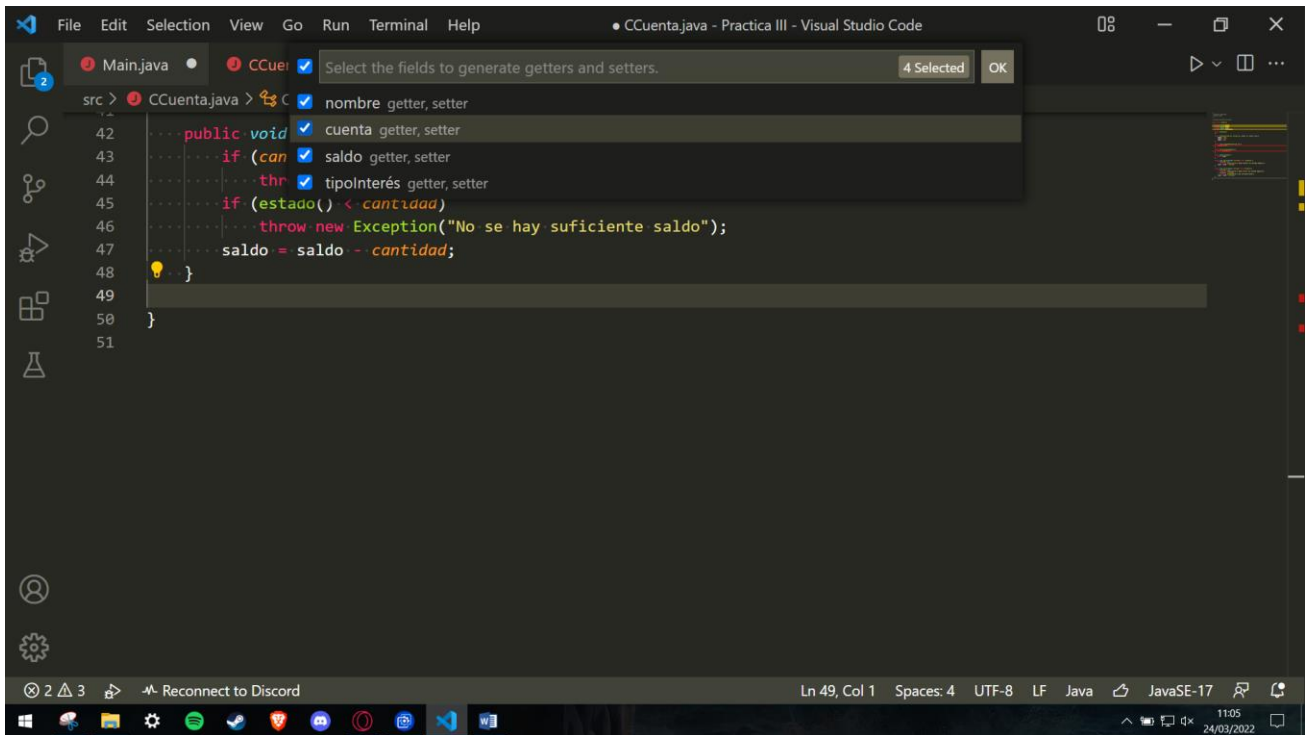 File Edit Selection View Go Run Terminal Help ● CCuenta.java - Practica III - Visual Studio Code
Main.java ● CCuer Select the fields to generate getters and setters. 4 Selected OK
src > CCuenta.java > C nombre getter, setter
42 public void cuenta getter, setter
43 if (can saldo getter, setter
44 thr tipoInterés getter, setter
45 if (estado() < cantidad)
46 throw new Exception("No se hay suficiente saldo");
47 saldo = saldo - cantidad;
48 }
49
50 }
51
2
2 3 Reconnect to Discord Ln 49, Col 1 Spaces: 4 UTF-8 LF Java JavaSE-17
11:05
24/03/2022